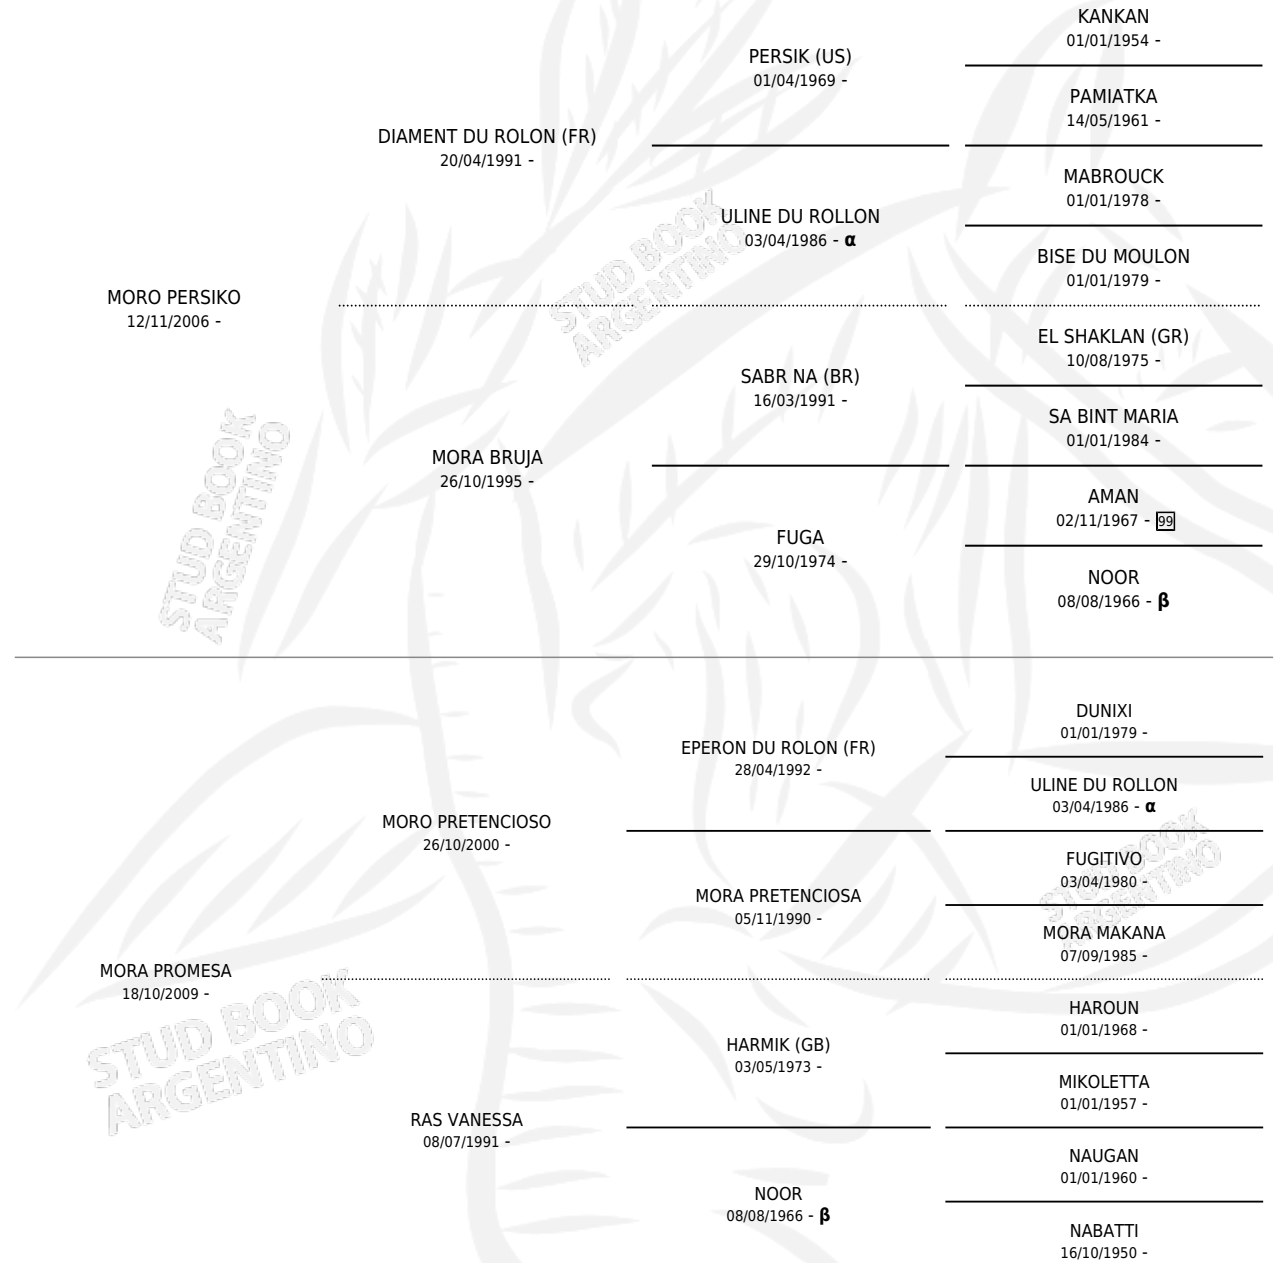 KANKAN
01/01/1954 -
PERSIK (US)
01/04/1969 -
PAMIATKA
14/05/1961 -
DIAMENT DU ROLON (FR)
20/04/1991 -
MABROUCK
01/01/1978 -
ULINE DU ROLLON
03/04/1986 - α
BISE DU MOULON
01/01/1979 -
MORO PERSIKO
12/11/2006 -
EL SHAKLAN (GR)
10/08/1975 -
SABR NA (BR)
16/03/1991 -
SA BINT MARIA
01/01/1984 -
MORA BRUJA
26/10/1995 -
AMAN
02/11/1967 - 99
FUGA
29/10/1974 -
NOOR
08/08/1966 - β
DUNIXI
01/01/1979 -
EPERON DU ROLON (FR)
28/04/1992 -
ULINE DU ROLLON
03/04/1986 - α
MORO PRETENCIOSO
26/10/2000 -
FUGITIVO
03/04/1980 -
MORA PRETENCIOSA
05/11/1990 -
MORA MAKANA
07/09/1985 -
MORA PROMESA
18/10/2009 -
HAROUN
01/01/1968 -
HARMIK (GB)
03/05/1973 -
MIKOLETTA
01/01/1957 -
RAS VANESSA
08/07/1991 -
NAUGAN
01/01/1960 -
NOOR
08/08/1966 - β
NABATTI
16/10/1950 -
STUD BOOK
ARGENTINO
STUD BOOK
ARGENTINO
STUD BOOK
ARGENTINO
STUD BOOK
ARGENTINO